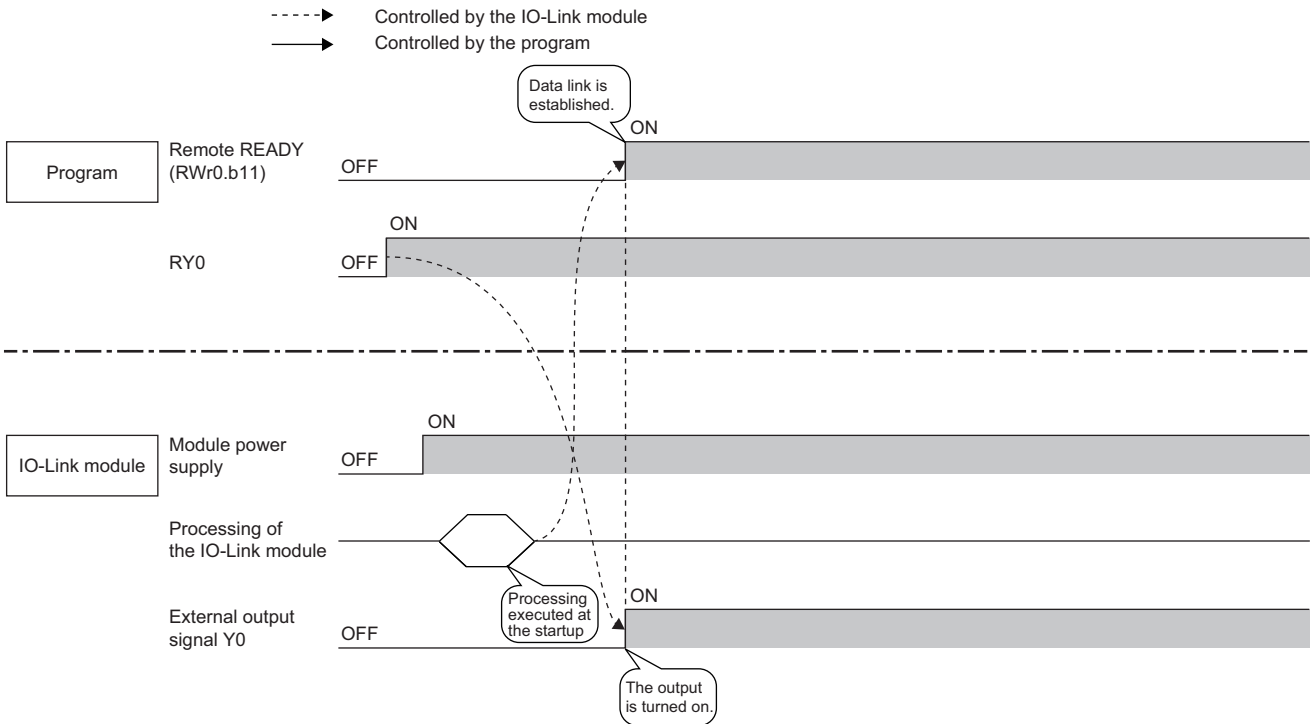 Controlled by the IO-Link module
Controlled by the program
Data link is
established.
ON
Program
Remote READY
(RWr0.b11)
OFF
ON
RY0
OFF
ON
IO-Link module
Module power
supply
OFF
Processing of
the IO-Link module
Processing
executed at
the startup
ON
External output
signal Y0
OFF
The output
is turned on.